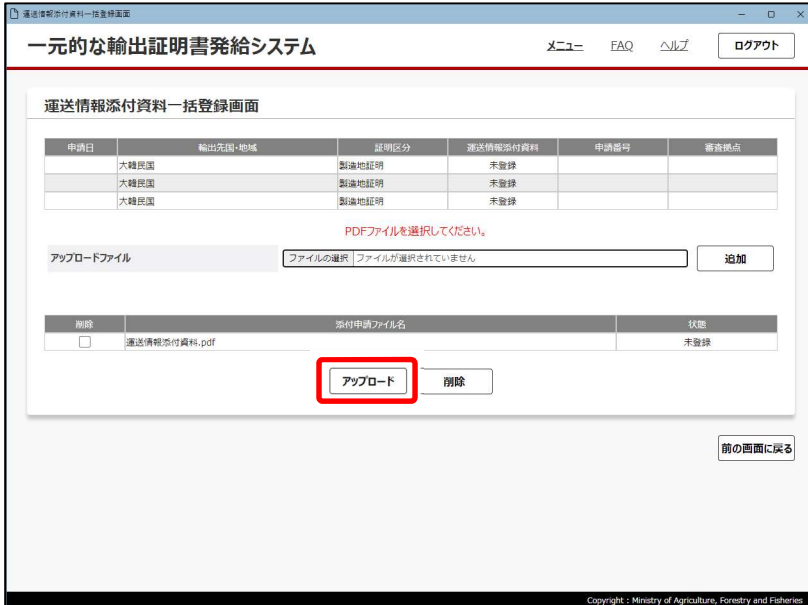 運送情報添付資料一括登録画面
一元的な輸出証明書発給システム メニュー FAQ ヘルプ ログアウト
運送情報添付資料一括登録画面
申請日 輸出先国・地域 証明区分 運送情報添付資料 申請番号 審査拠点
大韓民国 製造地証明 未登録
大韓民国 製造地証明 未登録
大韓民国 製造地証明 未登録
PDFファイルを選択してください。
アップロードファイル ファイルの選択 ファイルが選択されていません 追加
削除 添付申請ファイル名 状態
運送情報添付資料.pdf 未登録
アップロード 削除
前の画面に戻る
Copyright : Ministry of Agriculture, Forestry and Fisheries